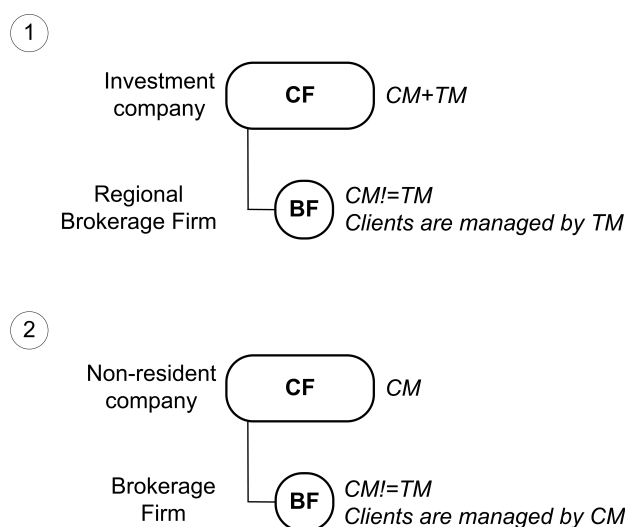 1
Investment
company
CF
CM+TM
Regional
Brokerage Firm
BF
CM!=TM
Clients are managed by TM
2
Non-resident
company
CF
CM
Brokerage
Firm
BF
CM!=TM
Clients are managed by CM